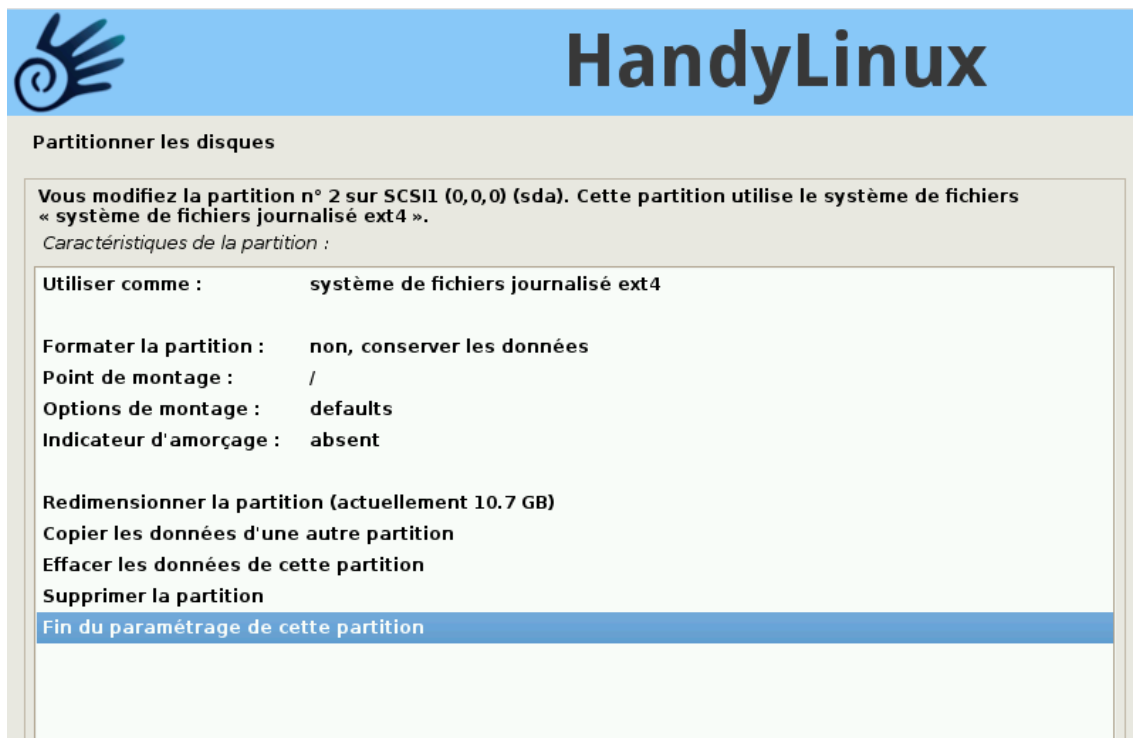 HandyLinux
Partitionner les disques
Vous modifiez la partition n° 2 sur SCSI1 (0,0,0) (sda). Cette partition utilise le système de fichiers
« système de fichiers journalisé ext4 ».
Caractéristiques de la partition :
Utiliser comme : système de fichiers journalisé ext4
Formater la partition : non, conserver les données
Point de montage : /
Options de montage : defaults
Indicateur d'amorçage : absent
Redimensionner la partition (actuellement 10.7 GB)
Copier les données d'une autre partition
Effacer les données de cette partition
Supprimer la partition
Fin du paramétrage de cette partition